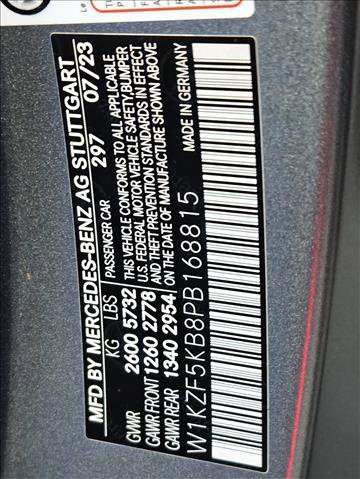 MFD BY MERCEDES-BENZ AG STUTTGART
297 07/23
PASSENGER CAR
KG LBS
GVWR 2600 5732
GAWR FRONT 1260 2778
GAWR REAR 1340 2954
THIS VEHICLE CONFORMS TO ALL APPLICABLE
U.S. FEDERAL MOTOR VEHICLE SAFETY,BUMPER
AND THEFT PREVENTION STANDARDS IN EFFECT
ON THE DATE OF MANUFACTURE SHOWN ABOVE
W1KZF5KB8PB168815
MADE IN GERMANY